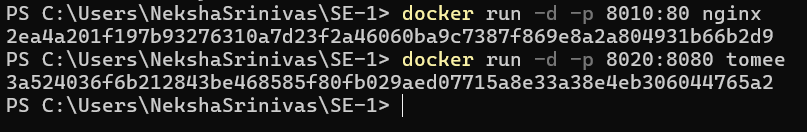 PS C:\Users\NekshaSrinivas\SE-1> docker run -d -p 8010:80 nginx
2ea4a201f197b93276310a7d23f2a46060ba9c7387f869e8a2a804931b66b2d9
PS C:\Users\NekshaSrinivas\SE-1> docker run -d -p 8020:8080 tomee
3a524036f6b212843be468585f80fb029aed07715a8e33a38e4eb306044765a2
PS C:\Users\NekshaSrinivas\SE-1>